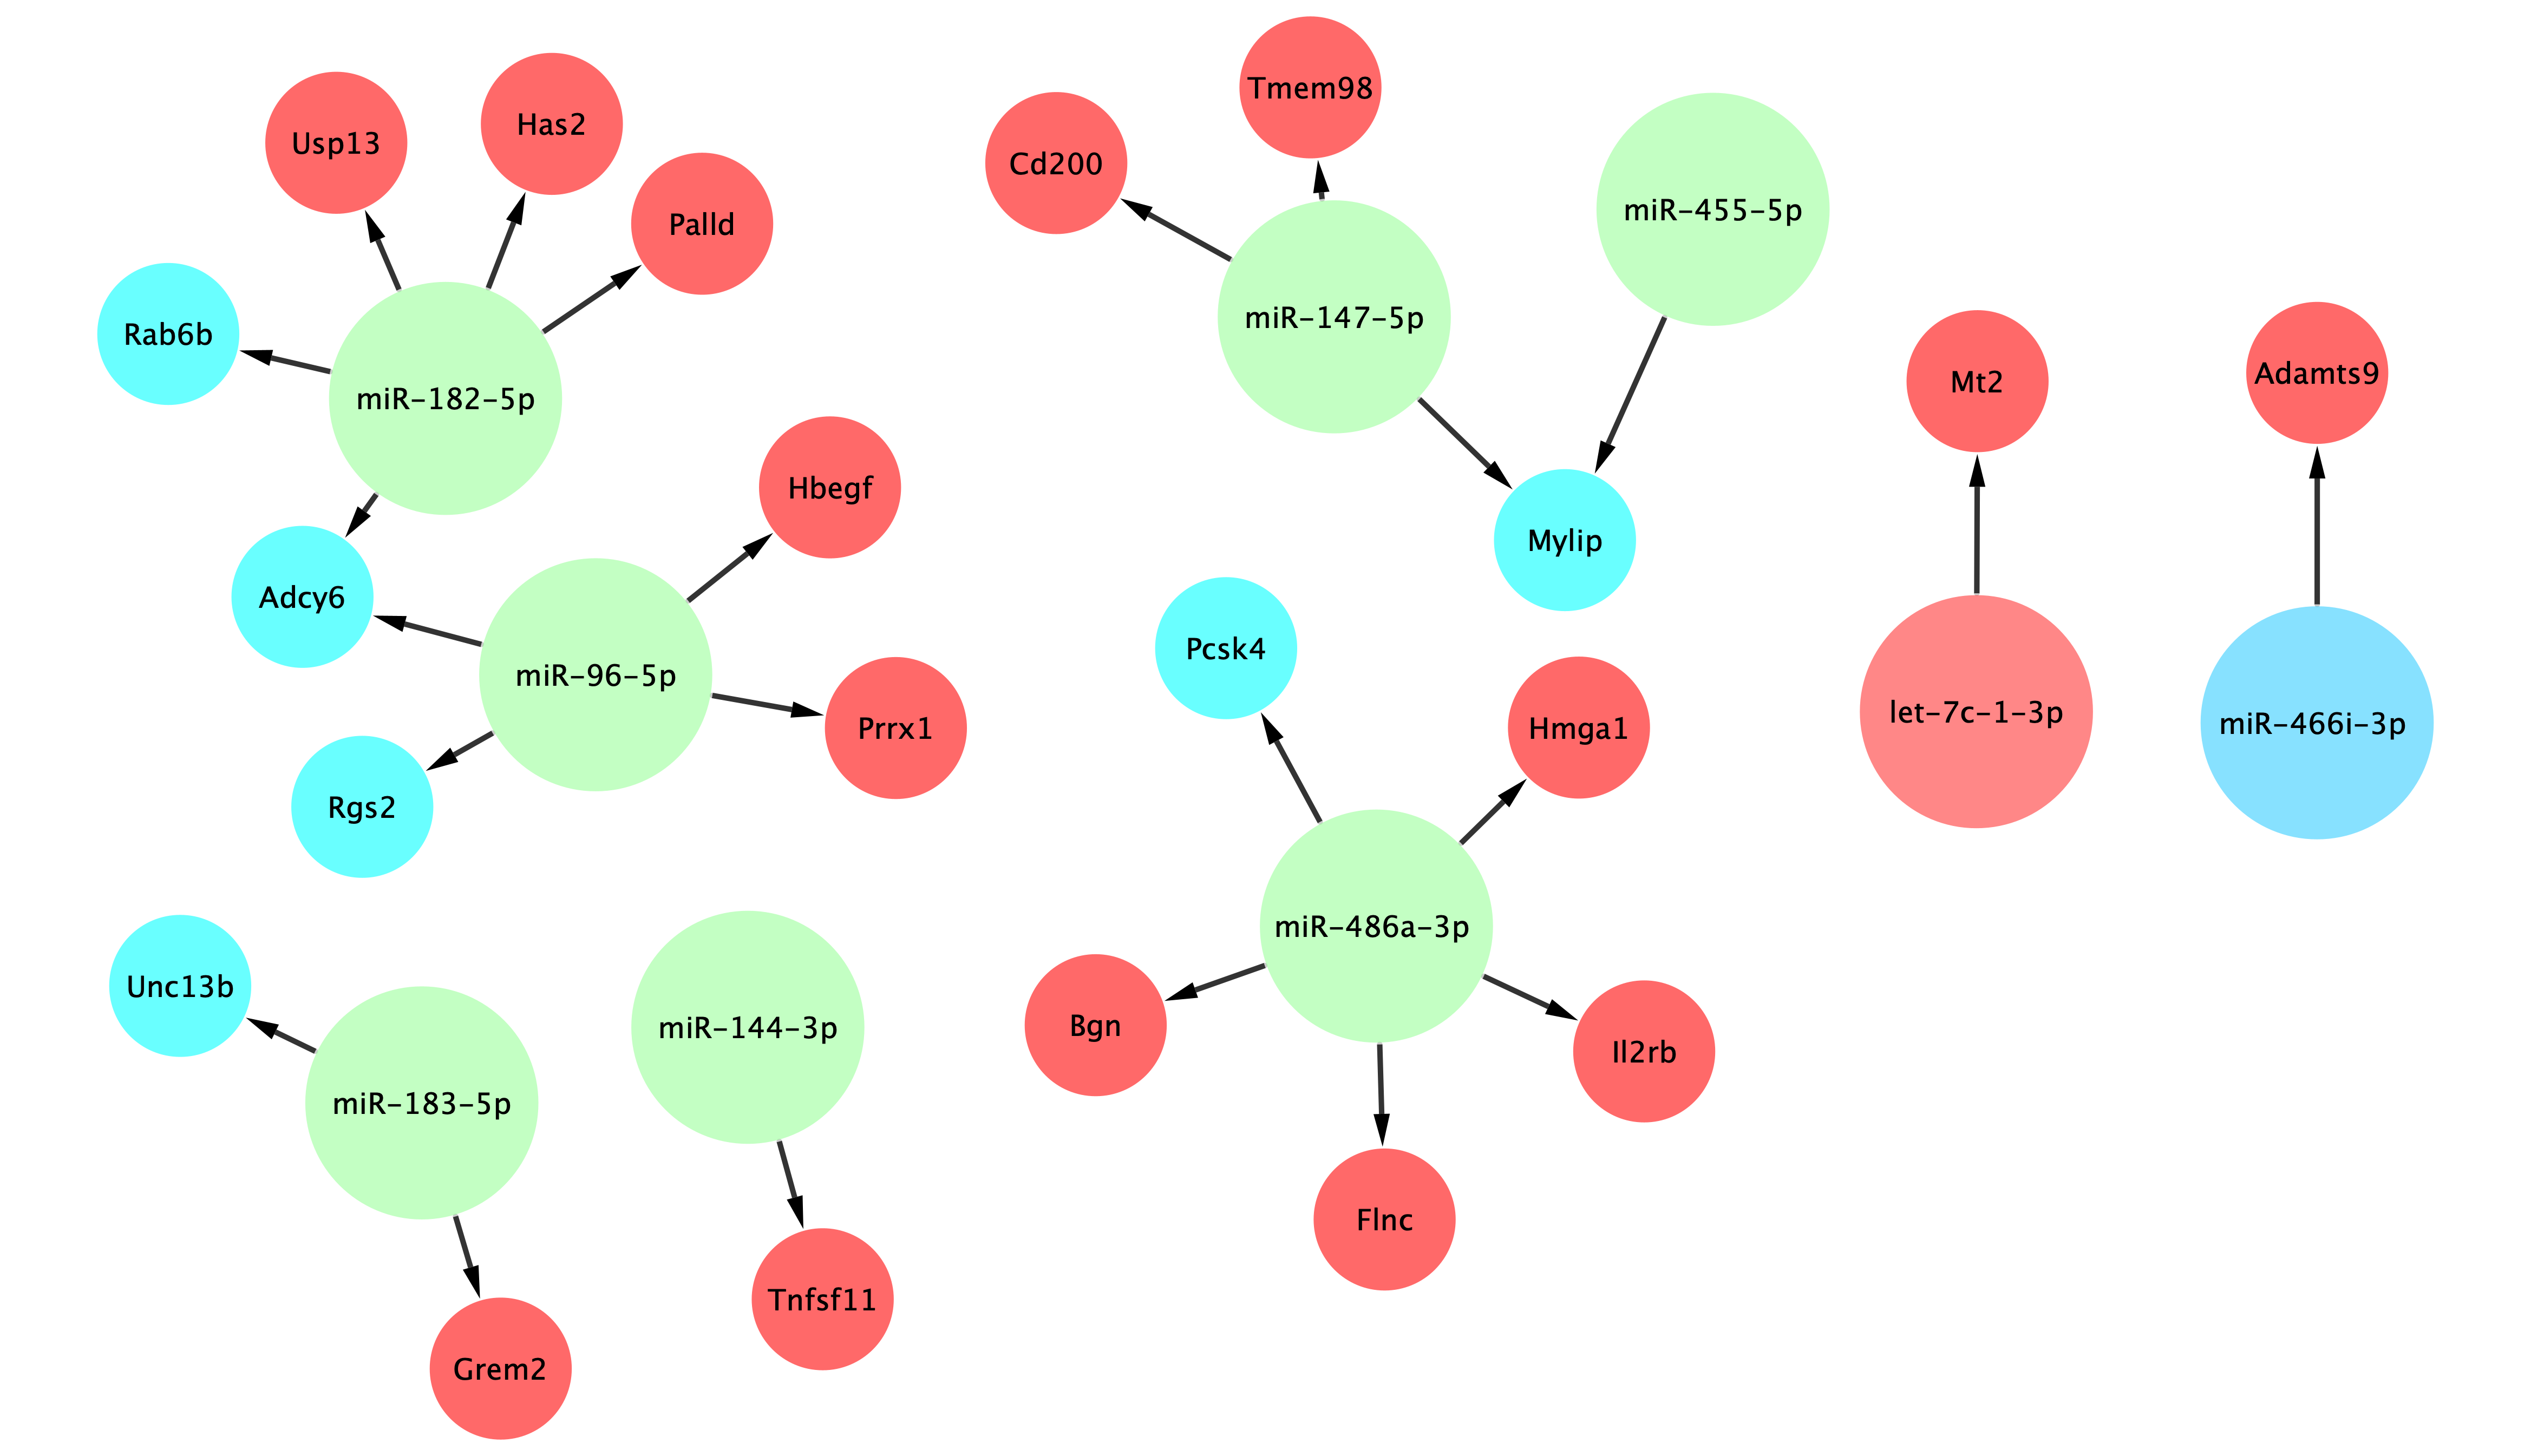 Usp13
Has2
Palld
Rab6b
miR-182-5p
Hbegf
Adcy6
miR-96-5p
Prrx1
Rgs2
Unc13b
miR-183-5p
Grem2
miR-144-3p
Tnfsf11
Tmem98
Cd200
miR-455-5p
miR-147-5p
Mylip
Pcsk4
Hmga1
miR-486a-3p
Bgn
Il2rb
Flnc
Mt2
let-7c-1-3p
Adamts9
miR-466i-3p